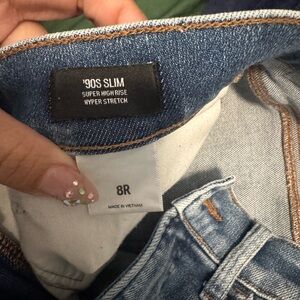 '90S SLIM
SUPER HIGH RISE
HYPER STRETCH
8R
MADE IN VIETNAM